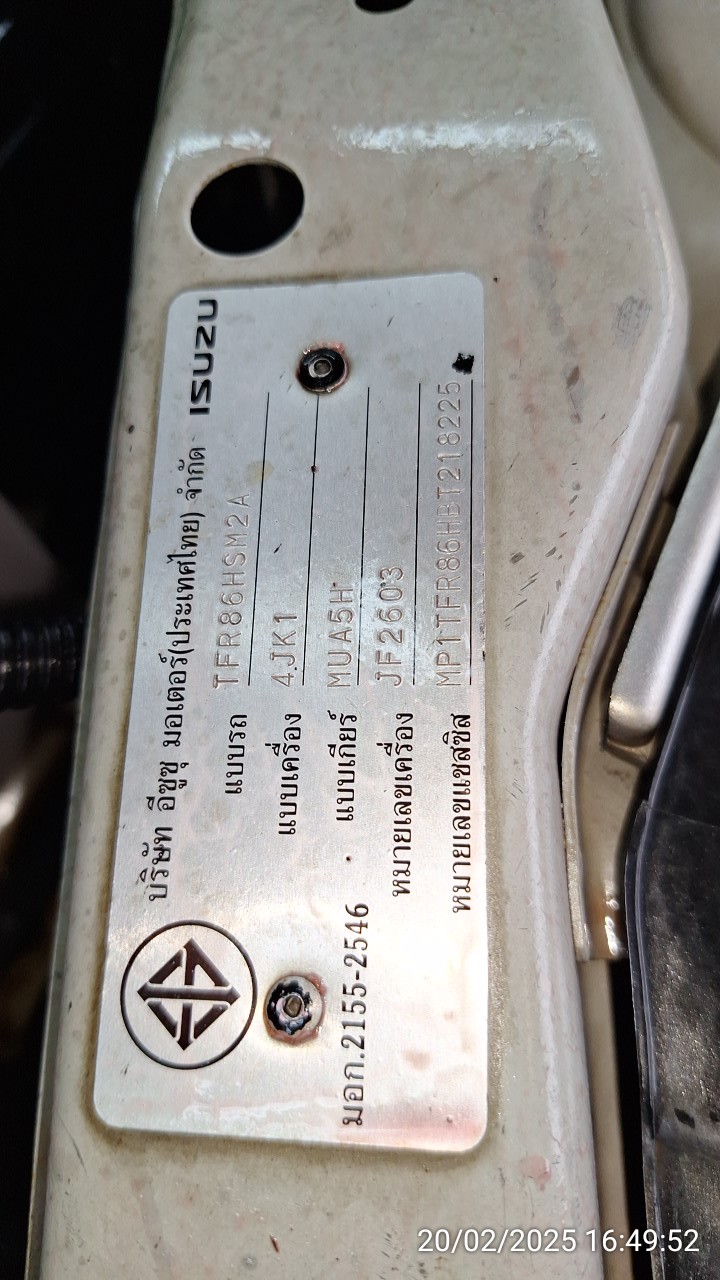 บริษัท อีซูซุ มอเตอร์(ประเทศไทย) จำกัด ISUZU
แบบรถ TFR86HSM2A
แบบเครื่อง 4JK1
แบบเกียร์ MUA5H
มอก.2155-2546
หมายเลขเครื่อง JF2603
หมายเลขแชสซิส MP1TFR86HBT218225
20/02/2025 16:49:52